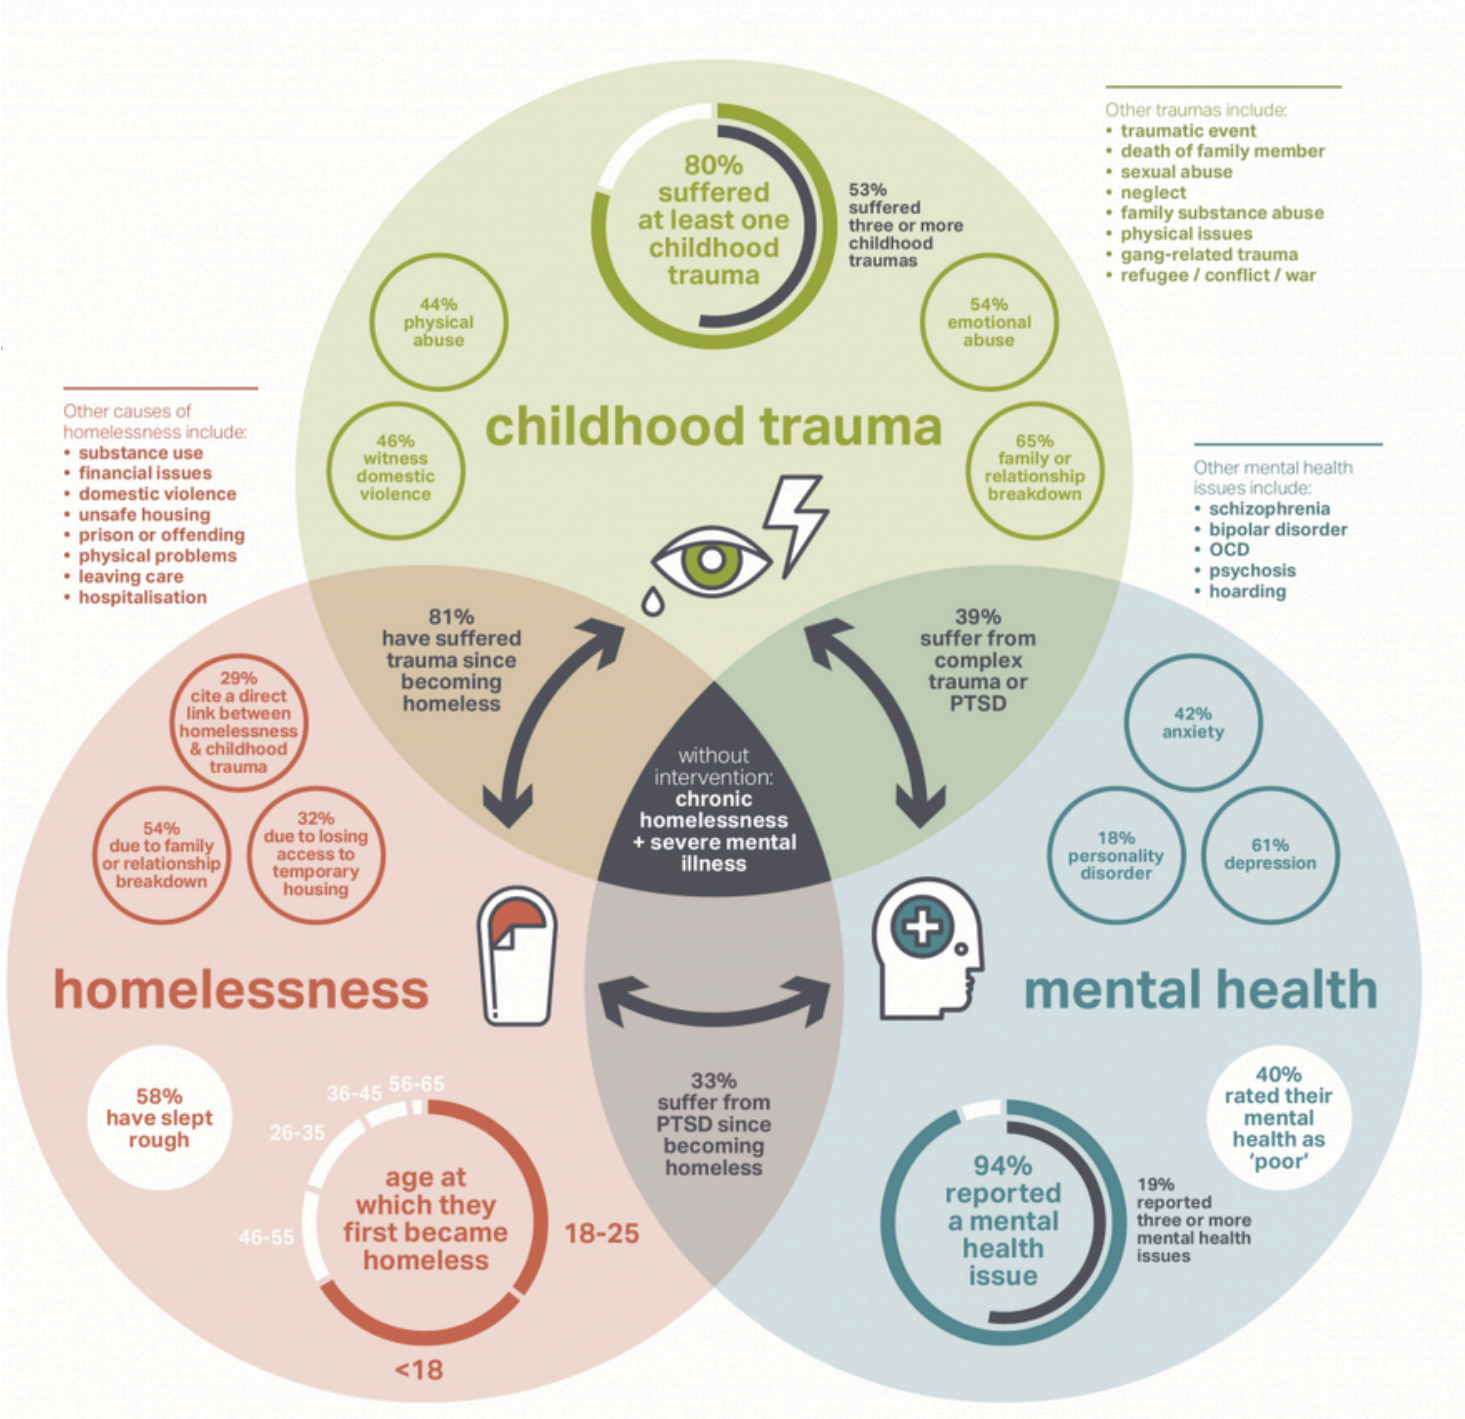 80%
suffered
at least one
childhood
trauma
53%
suffered
three or more
childhood
traumas
44%
physical
abuse
54%
emotional
abuse
46%
witness
domestic
violence
65%
family or
relationship
breakdown
childhood trauma
Other traumas include:
• traumatic event
• death of family member
• sexual abuse
• neglect
• family substance abuse
• physical issues
• gang-related trauma
• refugee / conflict / war
Other causes of
homelessness include:
• substance use
• financial issues
• domestic violence
• unsafe housing
• prison or offending
• physical problems
• leaving care
• hospitalisation
Other mental health
issues include:
• schizophrenia
• bipolar disorder
• OCD
• psychosis
• hoarding
81%
have suffered
trauma since
becoming
homeless
39%
suffer from
complex
trauma or
PTSD
without
intervention:
chronic
homelessness
+ severe mental
illness
29%
cite a direct
link between
homelessness
& childhood
trauma
54%
due to family
or relationship
breakdown
32%
due to losing
access to
temporary
housing
homelessness
58%
have slept
rough
age at
which they
first became
homeless
36-45
56-65
26-35
46-55
18-25
<18
33%
suffer from
PTSD since
becoming
homeless
42%
anxiety
18%
personality
disorder
61%
depression
mental health
40%
rated their
mental
health as
‘poor’
94%
reported
a mental
health
issue
19%
reported
three or more
mental health
issues